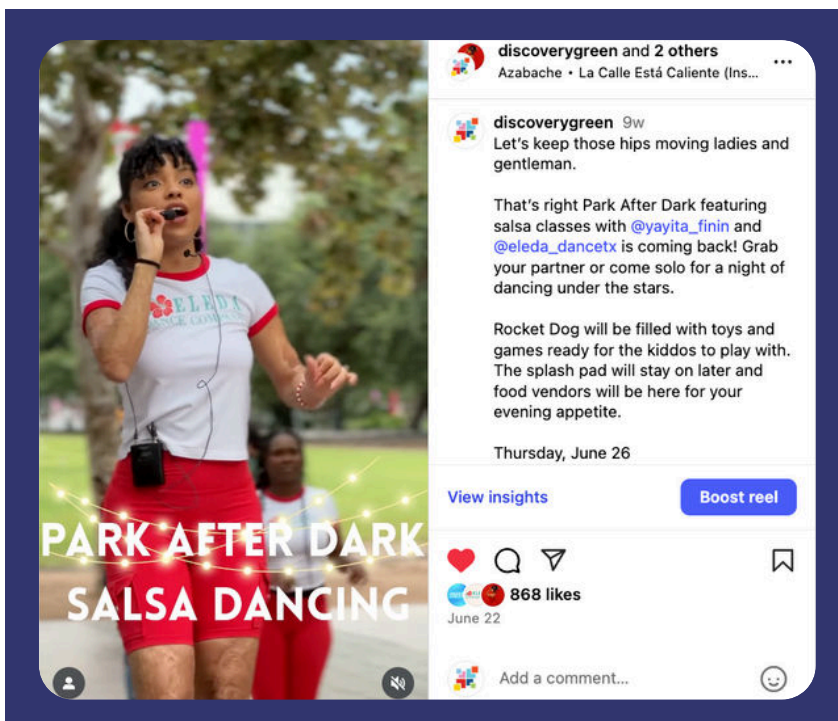 discoverygreen and 2 others
Azabache • La Calle Está Caliente (Ins...
discoverygreen 9w
Let's keep those hips moving ladies and
gentleman.
That's right Park After Dark featuring
salsa classes with @yayita_finin and
@eleda_dancetx is coming back! Grab
your partner or come solo for a night of
dancing under the stars.
Rocket Dog will be filled with toys and
games ready for the kiddos to play with.
The splash pad will stay on later and
food vendors will be here for your
evening appetite.
Thursday, June 26
View insights
Boost reel
868 likes
June 22
Add a comment...
ELEDA
DANCE COMPANY
PARK AFTER DARK
SALSA DANCING